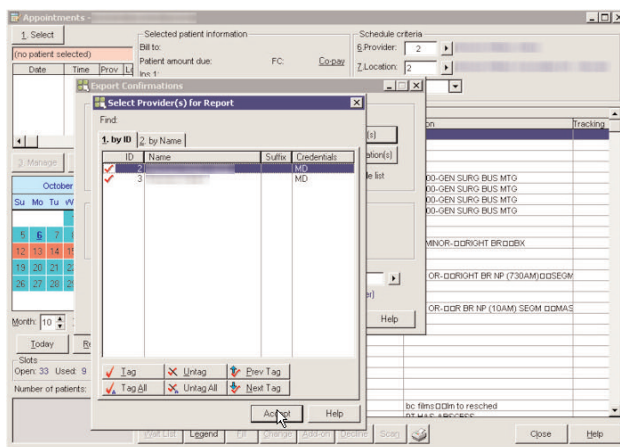 Appointments -
1. Select
(no patient selected)
Date Time Prov
Selected patient information
Bill to:
Patient amount due: FC: Co-pay
Ins 1:
Schedule criteria
6.Provider: 2
7.Location: 2
Export Confirmations
Select Provider(s) for Report
Find:
1. by ID 2. by Name
ID Name Suffix Credentials
2 MD
3 MD
Tag Untag Prev Tag
Tag All Untag All Next Tag
Accept Help
Help
2. Manage
October
Su Mo Tu
5 6 7
12 13 14
19 20 21
26 27 28
Month: 10
Today
Slots
Open: 33 Used: 9
Number of patients:
Tracking
00-GEN SURG BUS MTG
00-GEN SURG BUS MTG
00-GEN SURG BUS MTG
00-GEN SURG BUS MTG
MINOR-□□RIGHT BR□□BX
OR-□□RIGHT BR NP (730AM)□□SEGM
OR-□□R BR NP (10AM) SEGM □□MAS
bc films□□lm to resched
PT HAS ABSCESS
Wait List Legend Fill Change Add-on Decline Scan Close Help